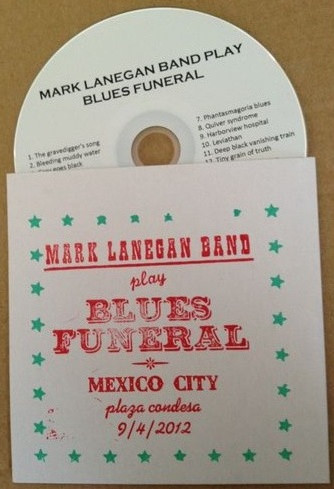 MARK LANEGAN BAND PLAY
BLUES FUNERAL
1. The gravedigger's song
2. Bleeding muddy water
goes black
7. Phantasmagoria blues
8. Quiver syndrome
9. Harborview hospital
10. Leviathan
11. Deep black vanishing train
12. Tiny grain of truth
MARK LANEGAN BAND
play
BLUES
FUNERAL
MEXICO CITY
plaza condesa
9/4/2012